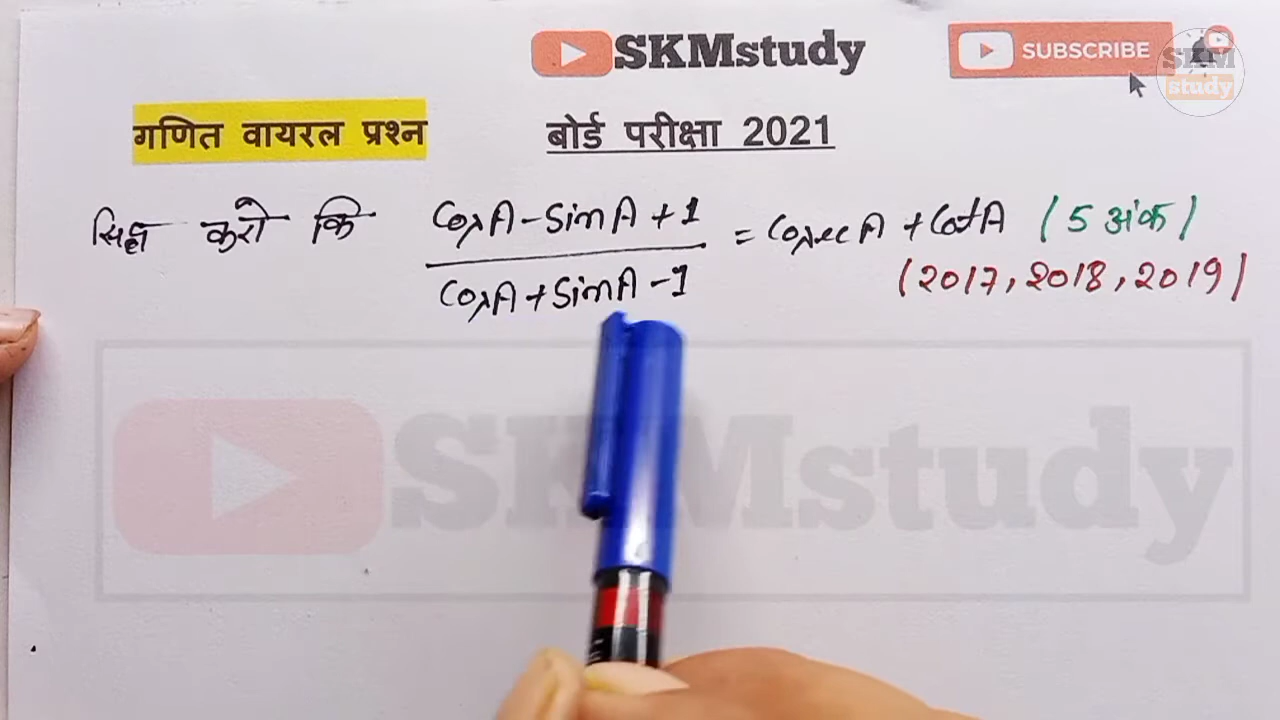 SKMstudy
SUBSCRIBE
SKM
study
गणित वायरल प्रश्न
बोर्ड परीक्षा 2021
सिद्ध करो कि
CosA - SinA + 1
CosA + SinA - 1
= CosecA + CotA (5 अंक)
(2017, 2018, 2019)
SKMstudy